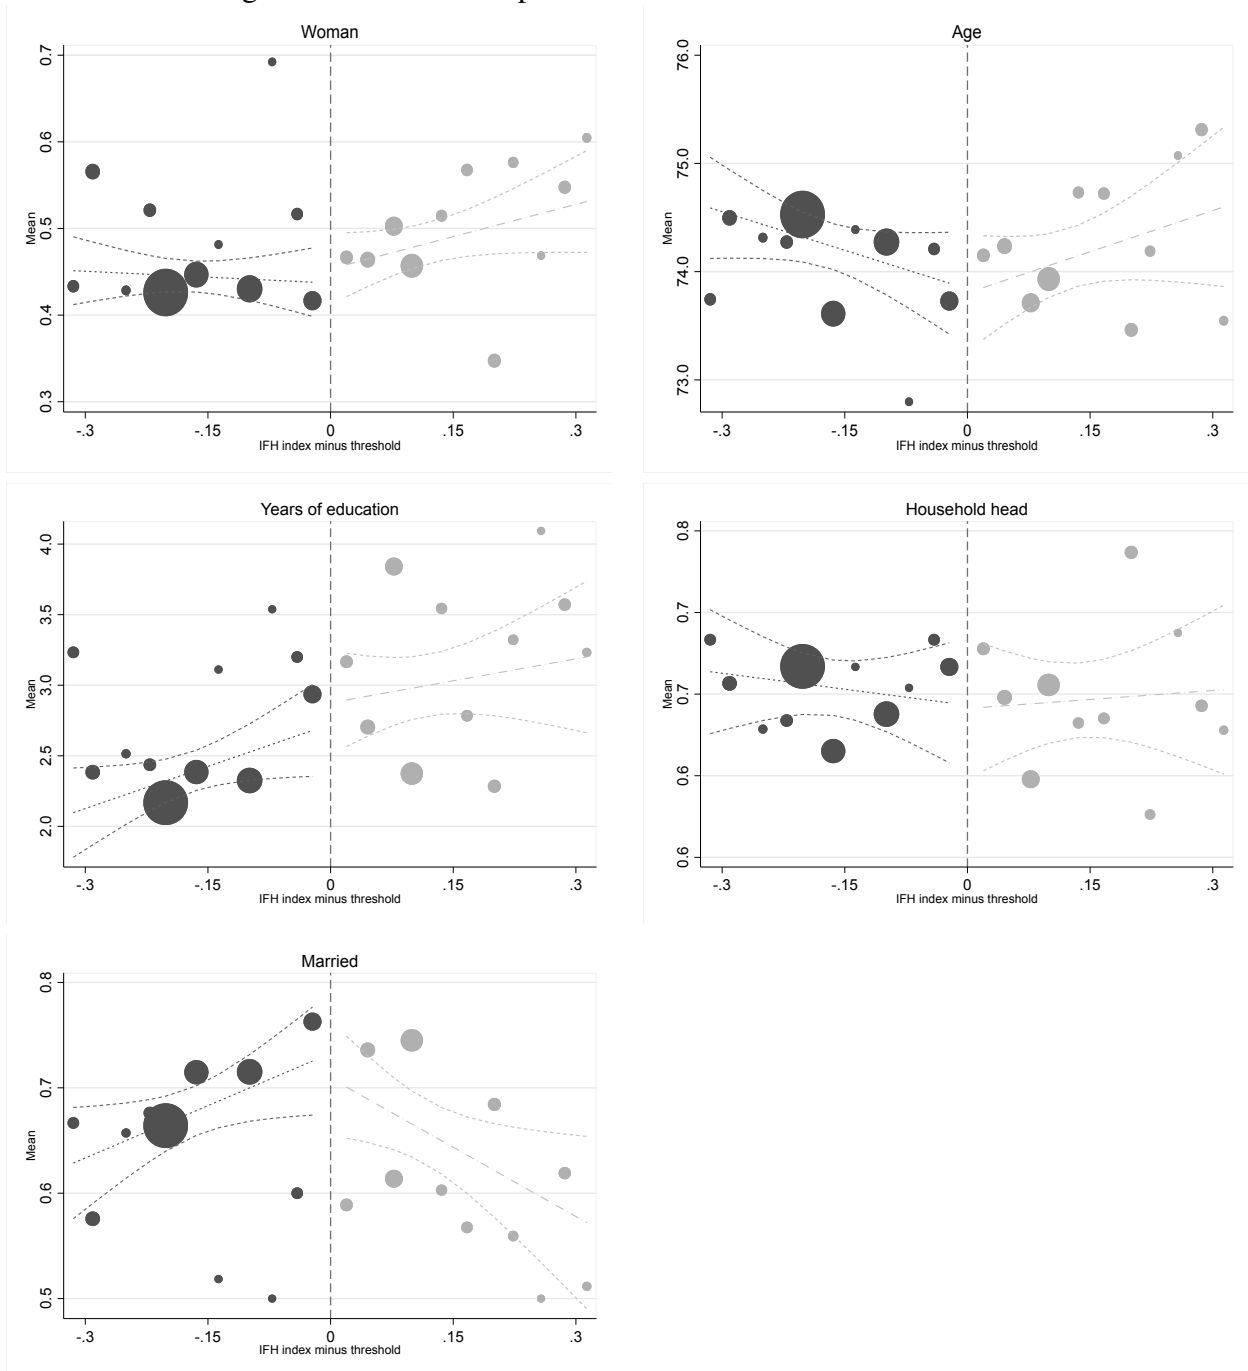 Woman
Mean
0.7
0.6
0.5
0.4
0.3
-.3 -.15 0 .15 .3
IFH index minus threshold
Age
Mean
76.0
75.0
74.0
73.0
-.3 -.15 0 .15 .3
IFH index minus threshold
Years of education
Mean
4.0
3.5
3.0
2.5
2.0
-.3 -.15 0 .15 .3
IFH index minus threshold
Household head
Mean
0.8
0.7
0.7
0.6
0.6
-.3 -.15 0 .15 .3
IFH index minus threshold
Married
Mean
0.8
0.7
0.6
0.5
-.3 -.15 0 .15 .3
IFH index minus threshold